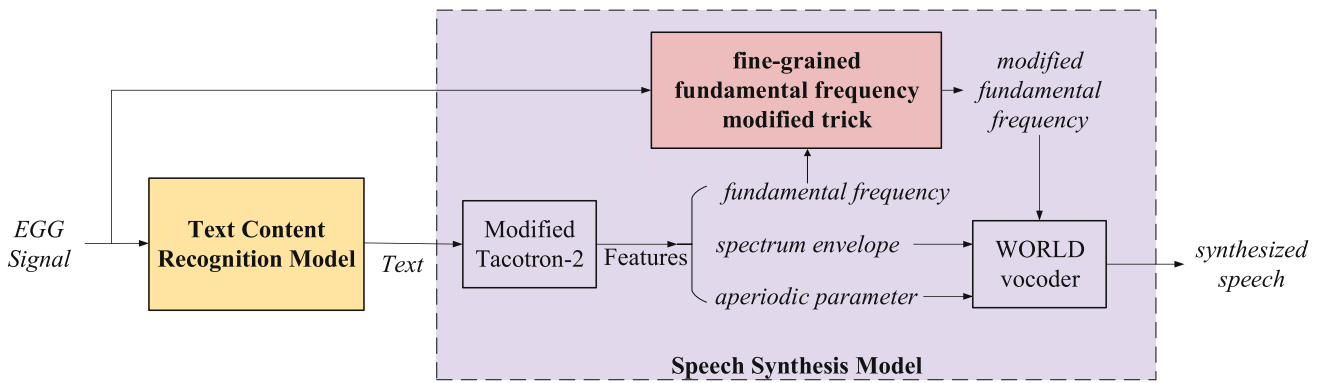 fine-grained
fundamental frequency
modified trick
modified
fundamental
frequency
EGG
Signal
Text Content
Recognition Model
Text
Modified
Tacotron-2
Features
fundamental frequency
spectrum envelope
aperiodic parameter
WORLD
vocoder
synthesized
speech
Speech Synthesis Model